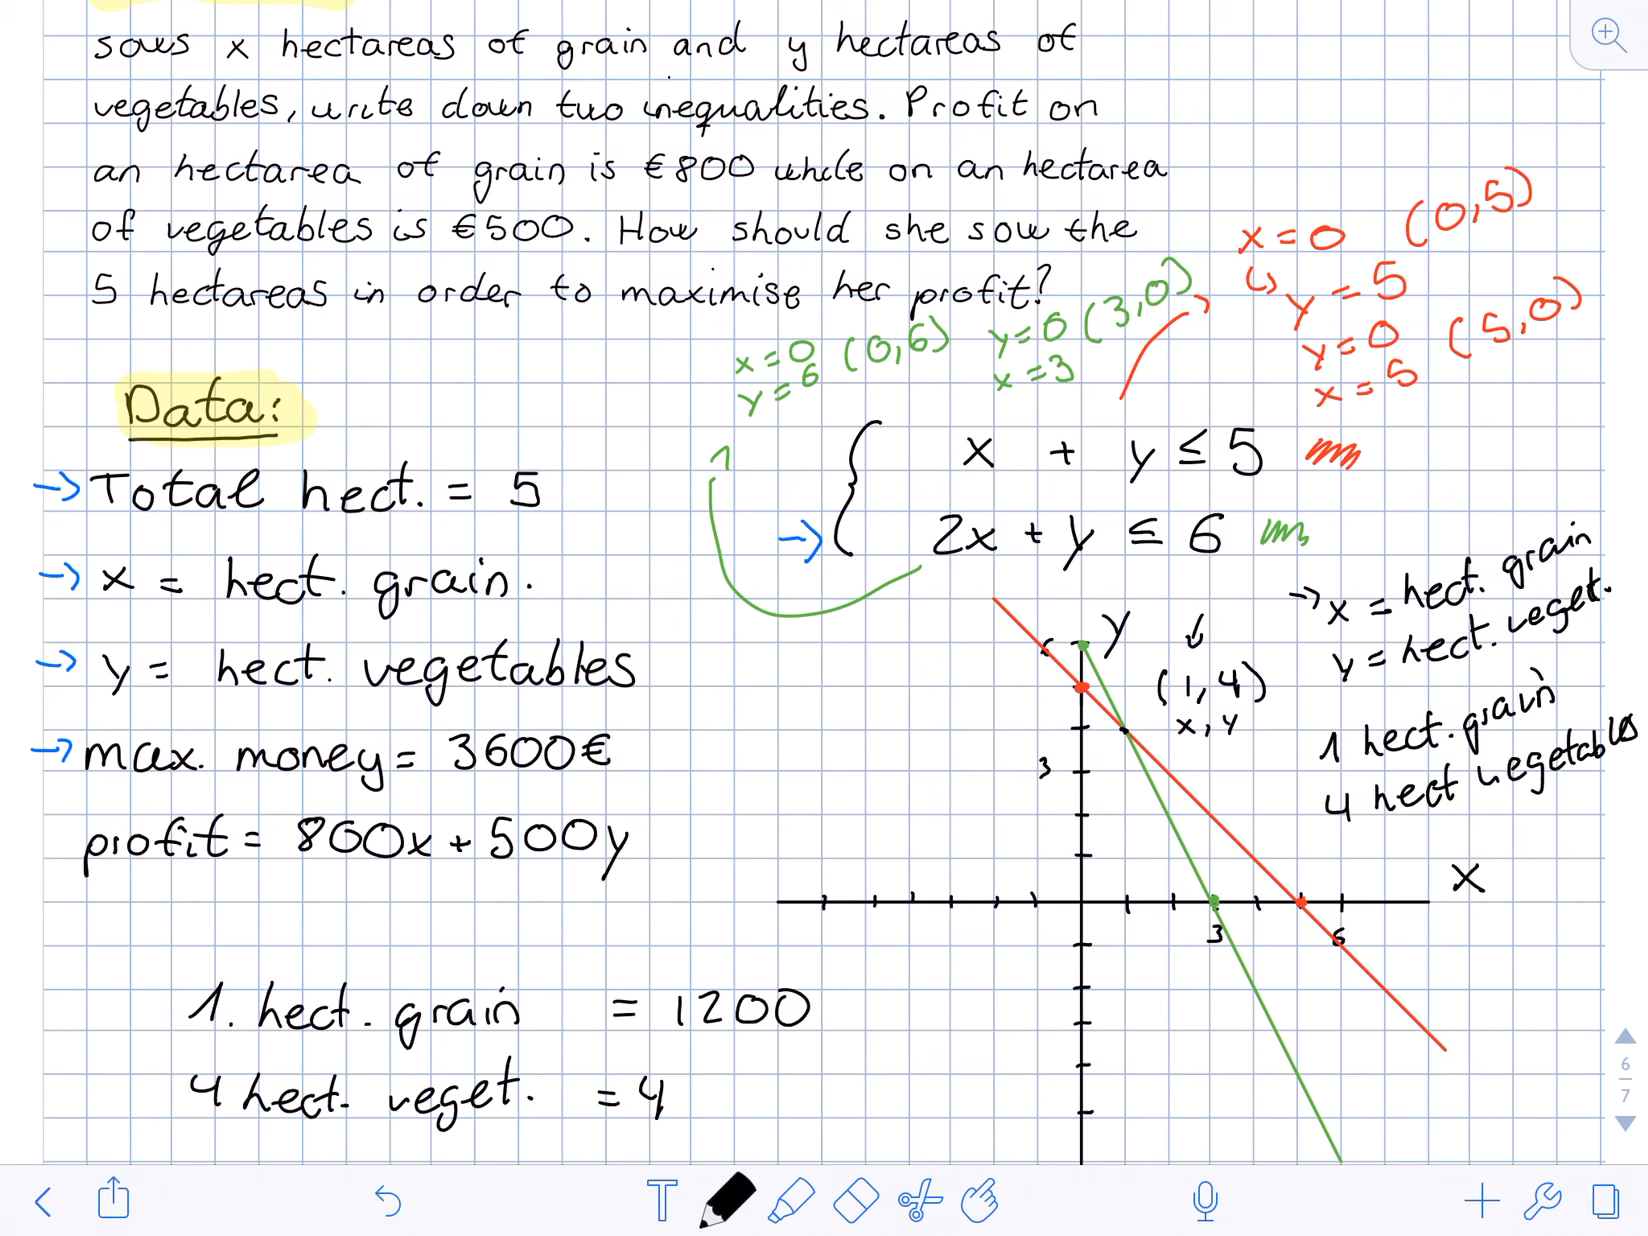 sows x hectareas of grain and y hectareas of
vegetables, write down two inequalities. Profit on
an hectarea of grain is €800 while on an hectarea
of vegetables is €500. How should she sow the
5 hectareas in order to maximise her profit?
x = 0 (0,5)
y = 5
y = 0 (5,0)
x = 5
x = 0 (0,6)
y = 6
y = 0 (3,0)
x = 3
Data:
x + y ≤ 5
2x + y ≤ 6
→ Total hect. = 5
→ x = hect. grain.
→ y = hect. vegetables
→ max. money = 3600€
profit = 800x + 500y
→ x = hect. grain
y = hect. veget.
1 hect. grain
4 hect vegetables
y
(1,4)
x, y
3
x
3
6
1. hect. grain = 1200
4 hect. veget. = 4
6
7
T